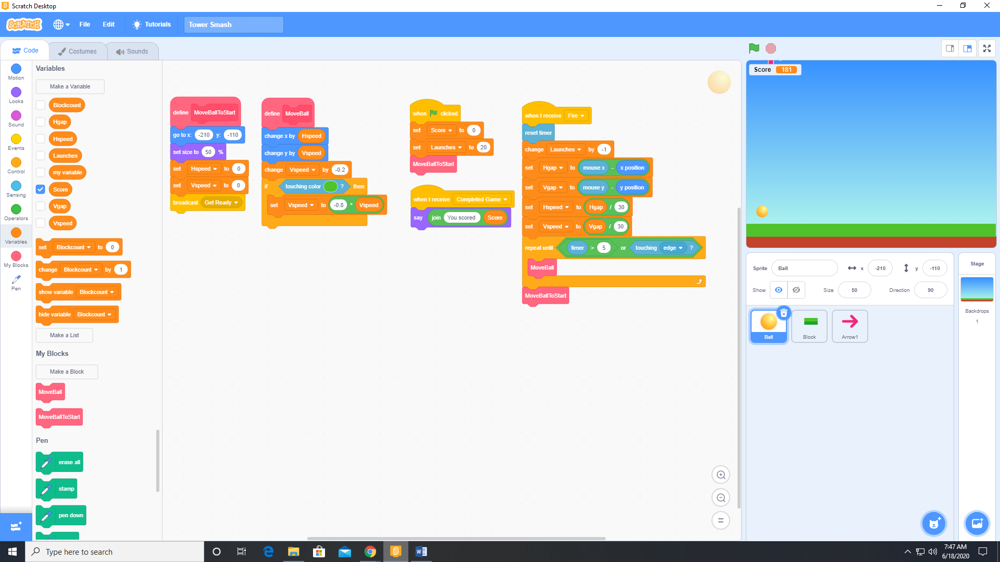 Scratch Desktop
SCRATCH
File
Edit
Tutorials
Tower Smash
Code
Costumes
Sounds
Motion
Looks
Sound
Events
Control
Sensing
Operators
Variables
My Blocks
Pen
Variables
Make a Variable
Blockcount
Hgap
Hspeed
Launches
my variable
Score
Vgap
Vspeed
set Blockcount to 0
change Blockcount by 1
show variable Blockcount
hide variable Blockcount
Make a List
My Blocks
Make a Block
MoveBall
MoveBallToStart
Pen
erase all
stamp
pen down
define MoveBallToStart
go to x: -210 y: -110
set size to 50 %
set Hspeed to 0
set Vspeed to 0
broadcast Get Ready
define MoveBall
change x by Hspeed
change y by Vspeed
change Vspeed by -0.2
if touching color ? then
set Vspeed to -0.8 * Vspeed
when clicked
set Score to 0
set Launches to 20
MoveBallToStart
when I receive Completed Game
say join You scored Score
when I receive Fire
reset timer
change Launches by -1
set Hgap to mouse x - x position
set Vgap to mouse y - y position
set Hspeed to Hgap / 30
set Vspeed to Vgap / 30
repeat until timer > 5 or touching edge ?
MoveBall
MoveBallToStart
Score 181
Sprite Ball x -210 y -110
Show Size 50 Direction 90
Ball
Block
Arrow1
Stage
Backdrops
1
Type here to search
7:47 AM
6/18/2020